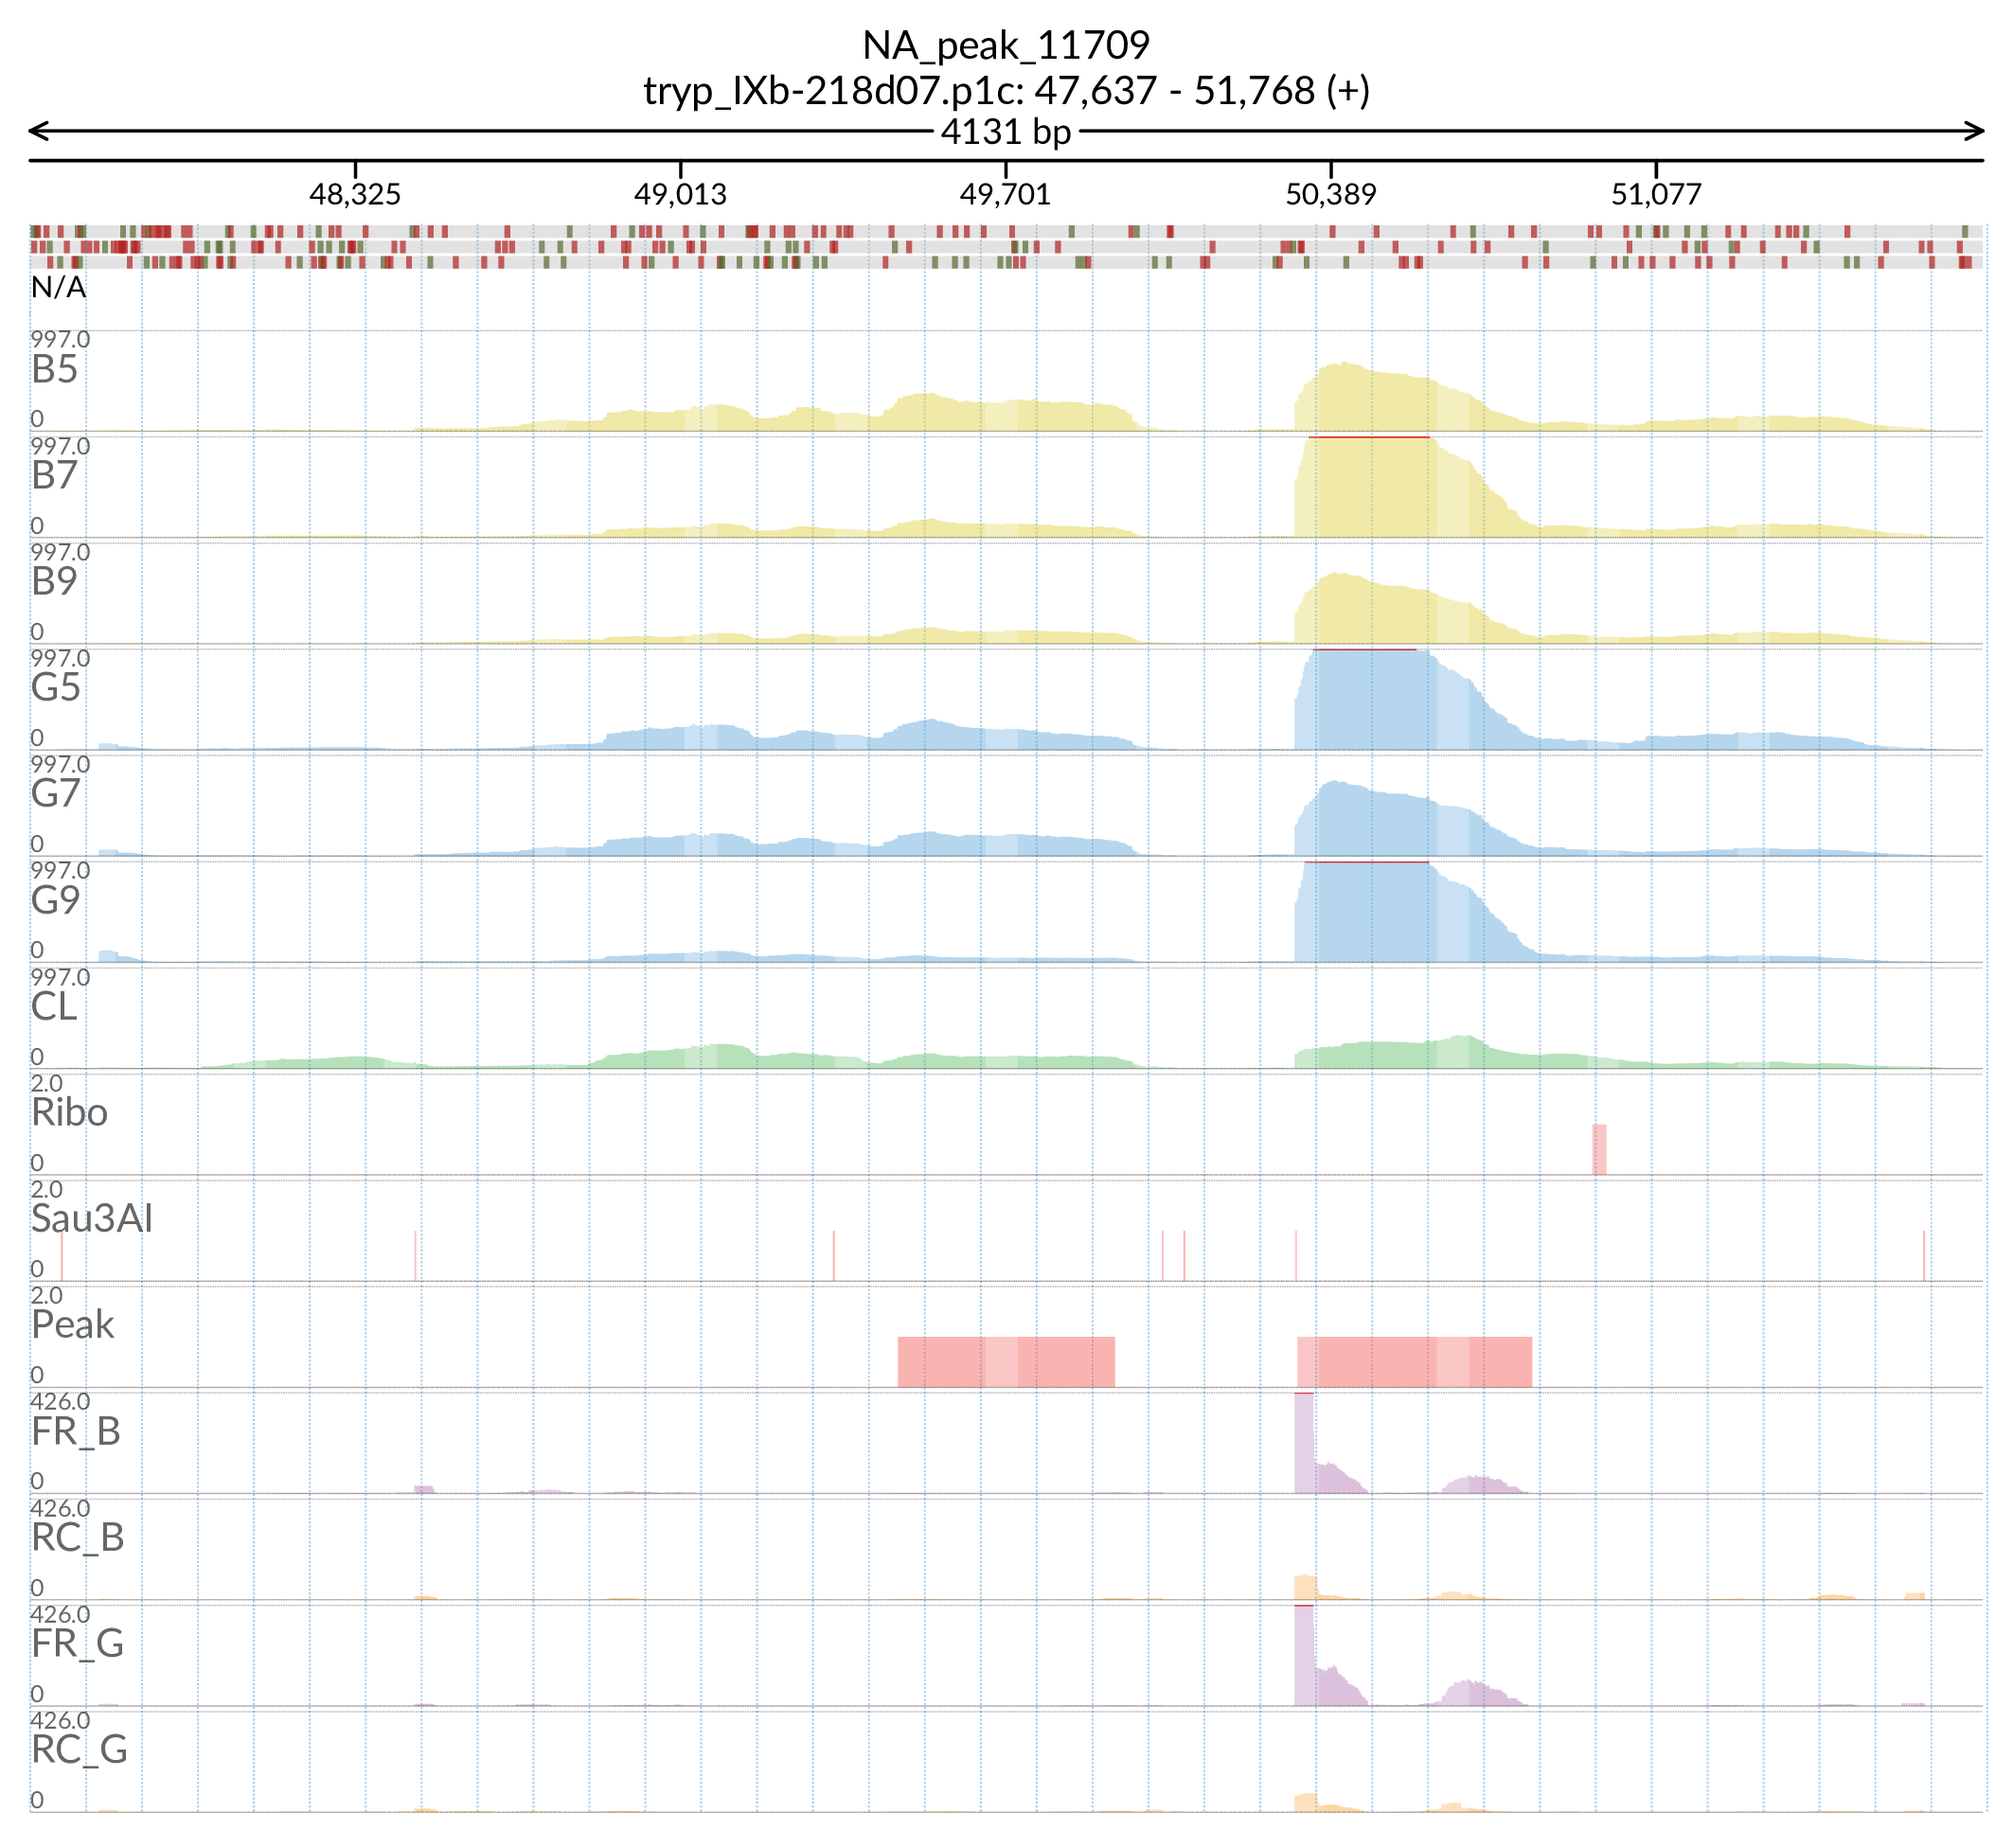 NA_peak_11709
tryp_IXb-218d07.p1c: 47,637 - 51,768 (+)
4131 bp
48,325 49,013 49,701 50,389 51,077
N/A
997.0
B5
0
997.0
B7
0
997.0
B9
0
997.0
G5
0
997.0
G7
0
997.0
G9
0
997.0
CL
0
2.0
Ribo
0
2.0
Sau3AI
0
2.0
Peak
0
426.0
FR_B
0
426.0
RC_B
0
426.0
FR_G
0
426.0
RC_G
0